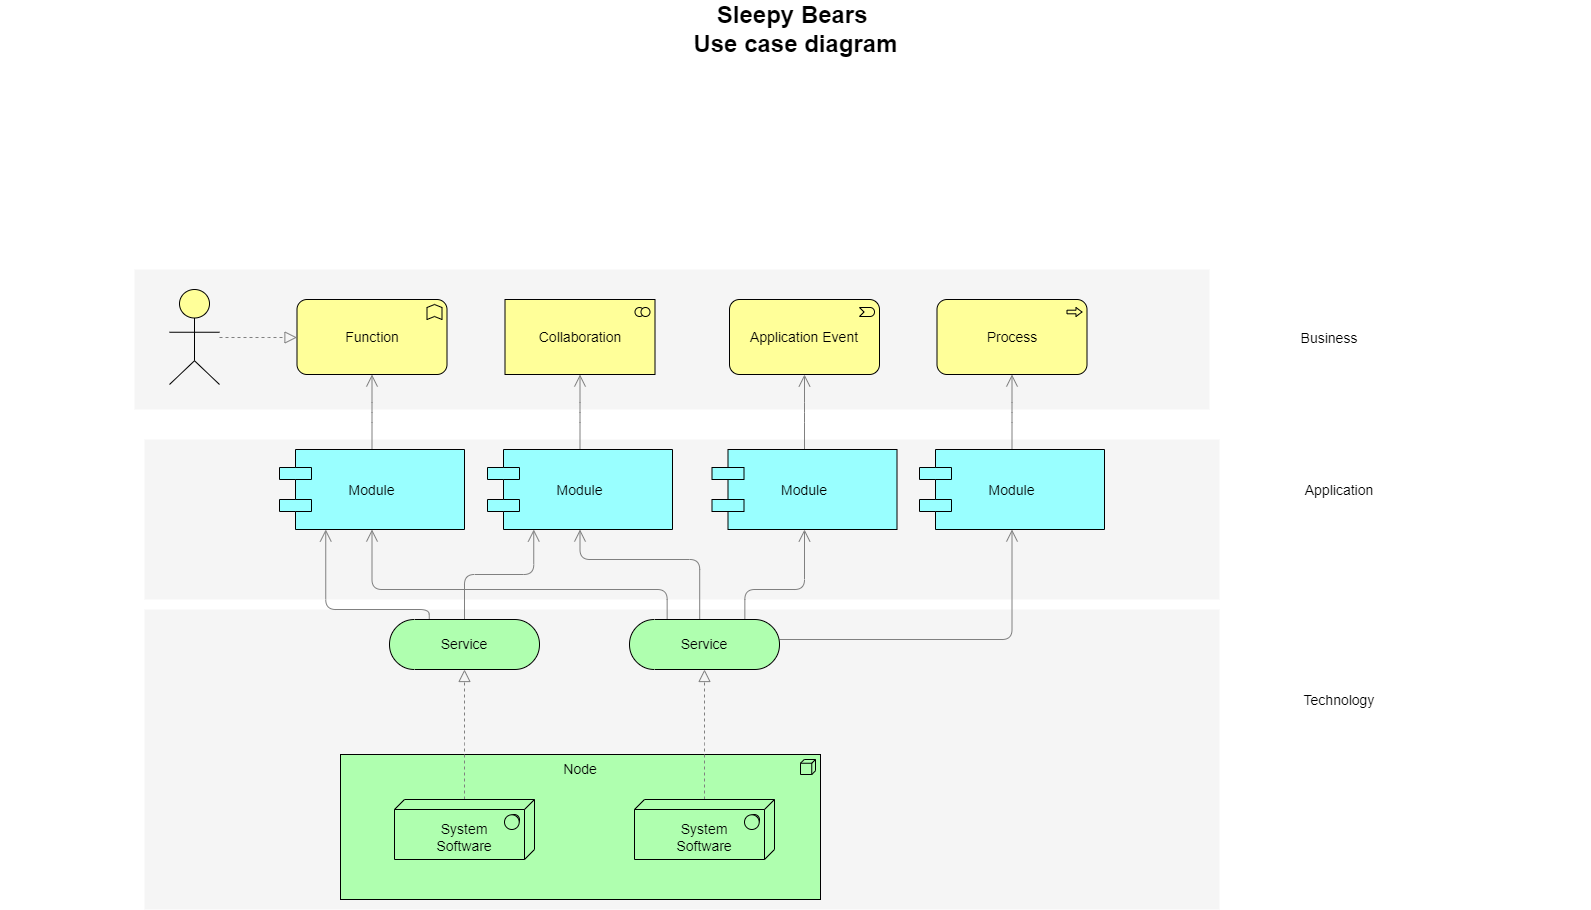 Sleepy Bears
Use case diagram
Function
Collaboration
Application Event
Process
Business
Module
Module
Module
Module
Application
Service
Service
Technology
Node
System
Software
System
Software